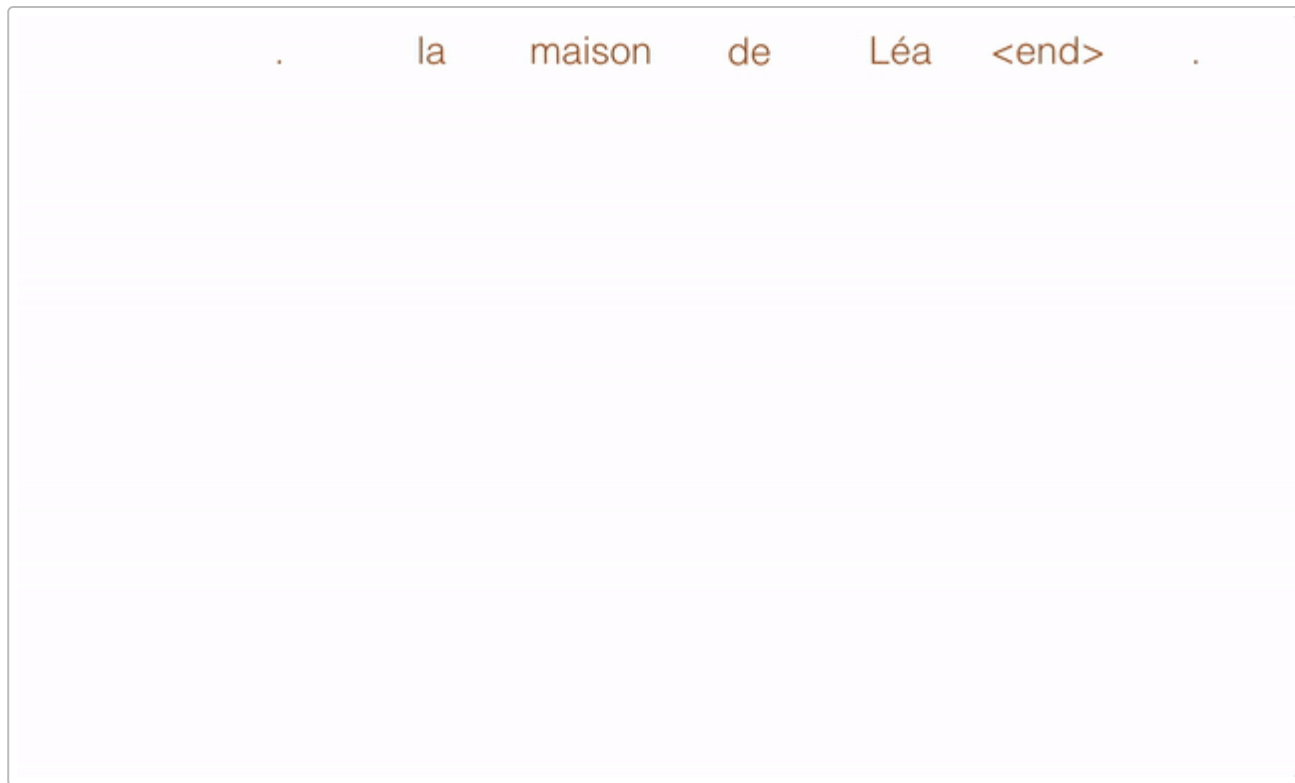 . la maison de Léa <end> .